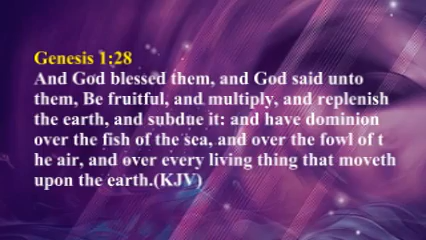 Genesis 1:28
And God blessed them, and God said unto
them, Be fruitful, and multiply, and replenish
the earth, and subdue it: and have dominion
over the fish of the sea, and over the fowl of t
he air, and over every living thing that moveth
upon the earth.(KJV)